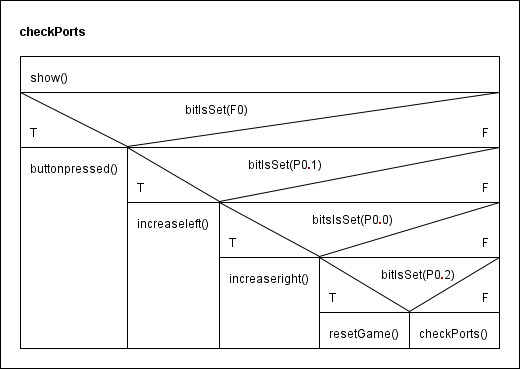 checkPorts
show()
bitIsSet(F0)
T
F
buttonpressed()
bitIsSet(P0.1)
T
F
increaseleft()
bitsIsSet(P0.0)
T
F
increaseright()
bitIsSet(P0.2)
T
F
resetGame()
checkPorts()